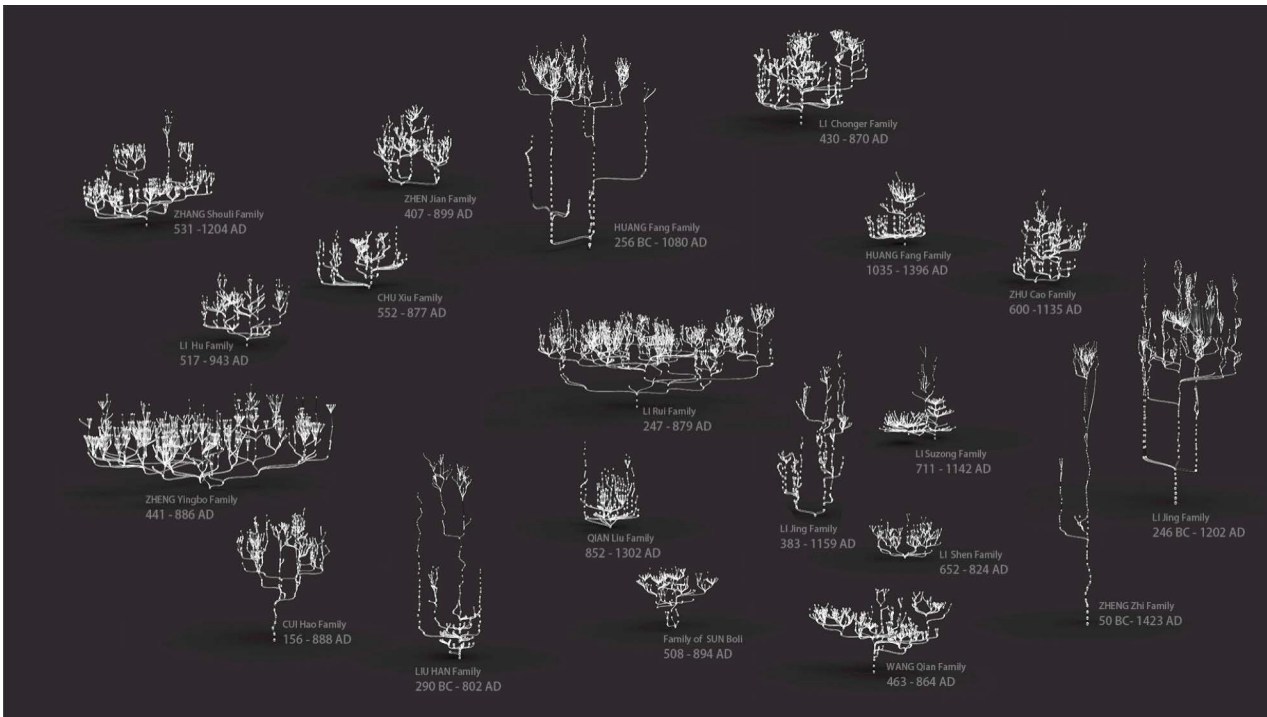 LI  Chonger Family
430 - 870 AD
ZHEN Jian Family
407 - 899 AD
ZHANG Shouli Family
531 -1204 AD
HUANG Fang Family
256 BC - 1080 AD
HUANG Fang Family
1035 - 1396 AD
ZHU Cao Family
600 -1135 AD
CHU Xiu Family
552 - 877 AD
LI  Hu Family
517 - 943 AD
LI Rui Family
247 - 879 AD
LI Suzong Family
711 - 1142 AD
ZHENG Yingbo Family
441 - 886 AD
QIAN Liu Family
852 - 1302 AD
LI Jing Family
383 - 1159 AD
LI Jing Family
246 BC - 1202 AD
LI  Shen Family
652 - 824 AD
CUI Hao Family
156 - 888 AD
ZHENG Zhi Family
50 BC- 1423 AD
Family of  SUN Boli
508 - 894 AD
LIU HAN Family
290 BC - 802 AD
WANG Qian Family
463 - 864 AD